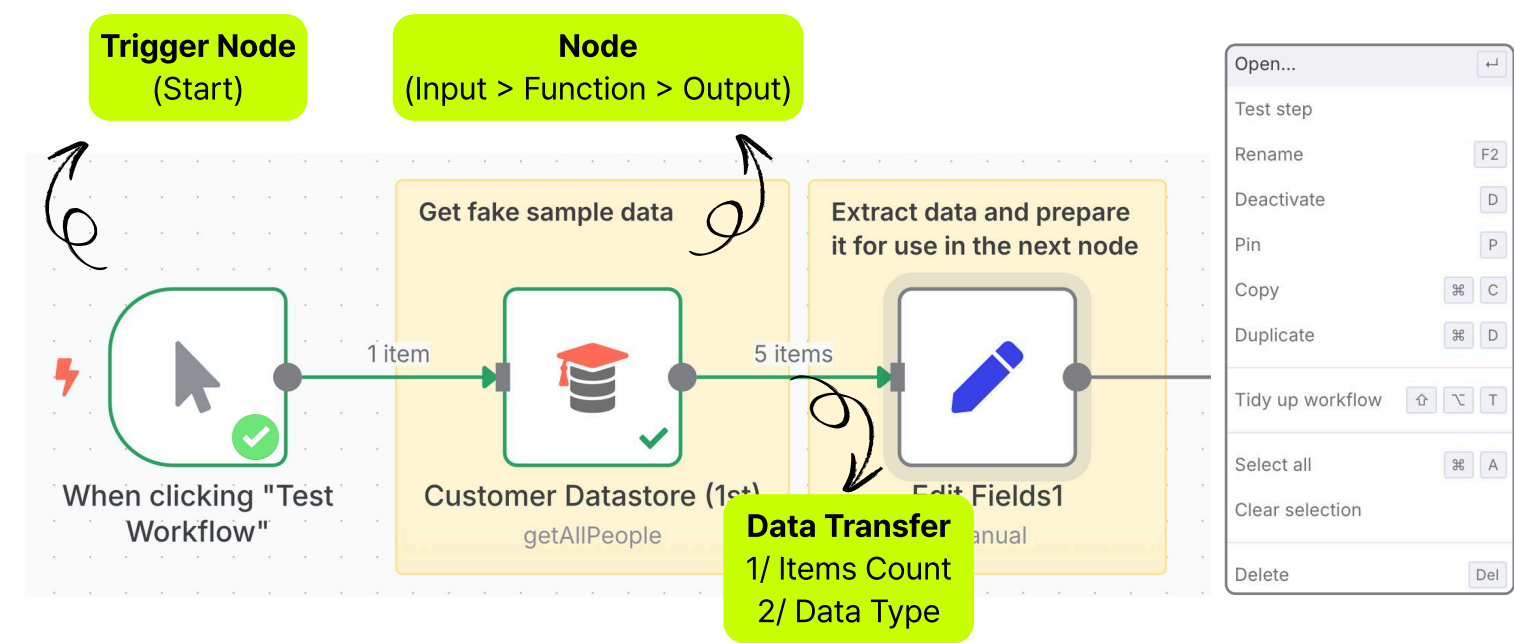 Trigger Node
(Start)
Node
(Input > Function > Output)
Get fake sample data
Extract data and prepare
it for use in the next node
1 item
5 items
When clicking "Test
Workflow"
Customer Datastore (1st)
getAllPeople
Edit Fields1
Data Transfer
1/ Items Count
2/ Data Type
Open... ↵
Test step
Rename F2
Deactivate D
Pin P
Copy ⌘ C
Duplicate ⌘ D
Tidy up workflow ⇧ ⌥ T
Select all ⌘ A
Clear selection
Delete Del